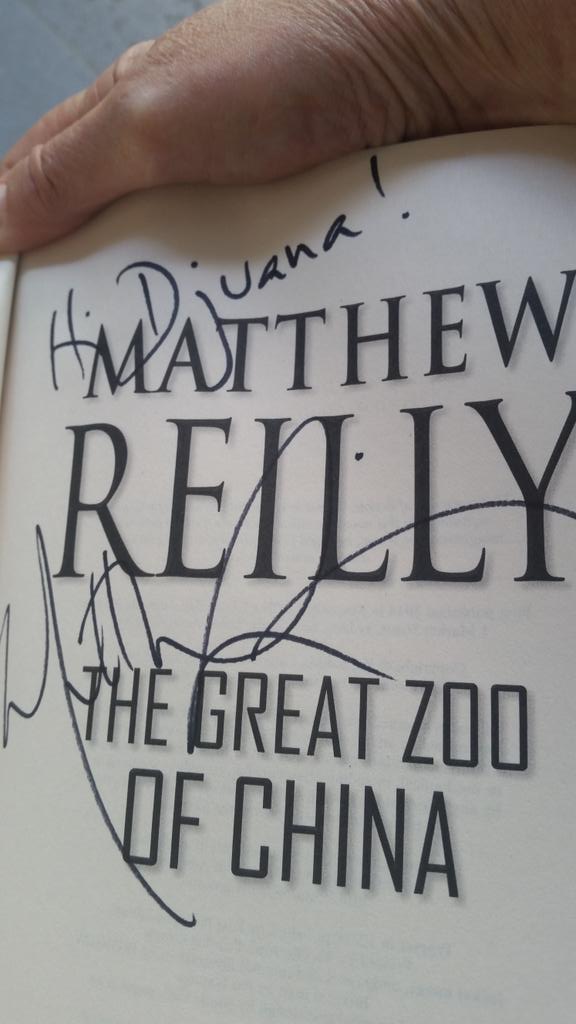 Hi Djuana!
MATTHEW
REILLY
THE GREAT ZOO
OF CHINA